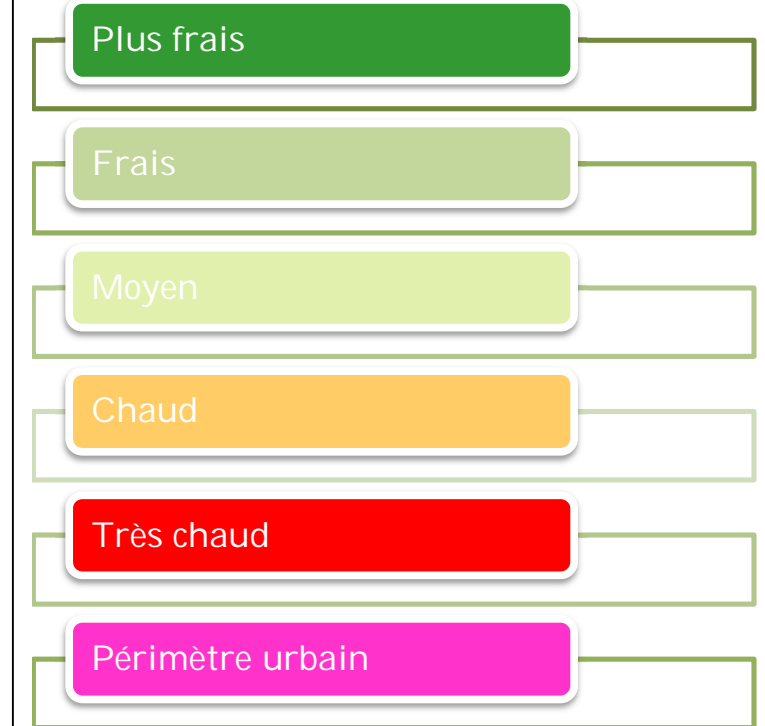 Plus frais
Frais
Moyen
Chaud
Très chaud
Périmètre urbain